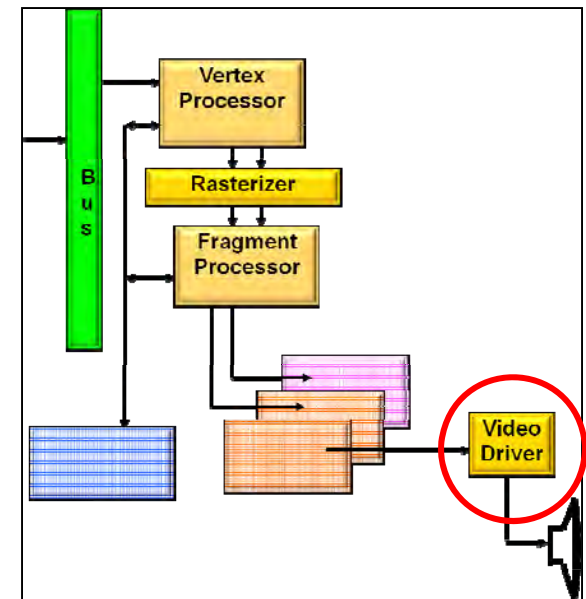 Vertex
Processor
B
u
s
Rasterizer
Fragment
Processor
Video
Driver